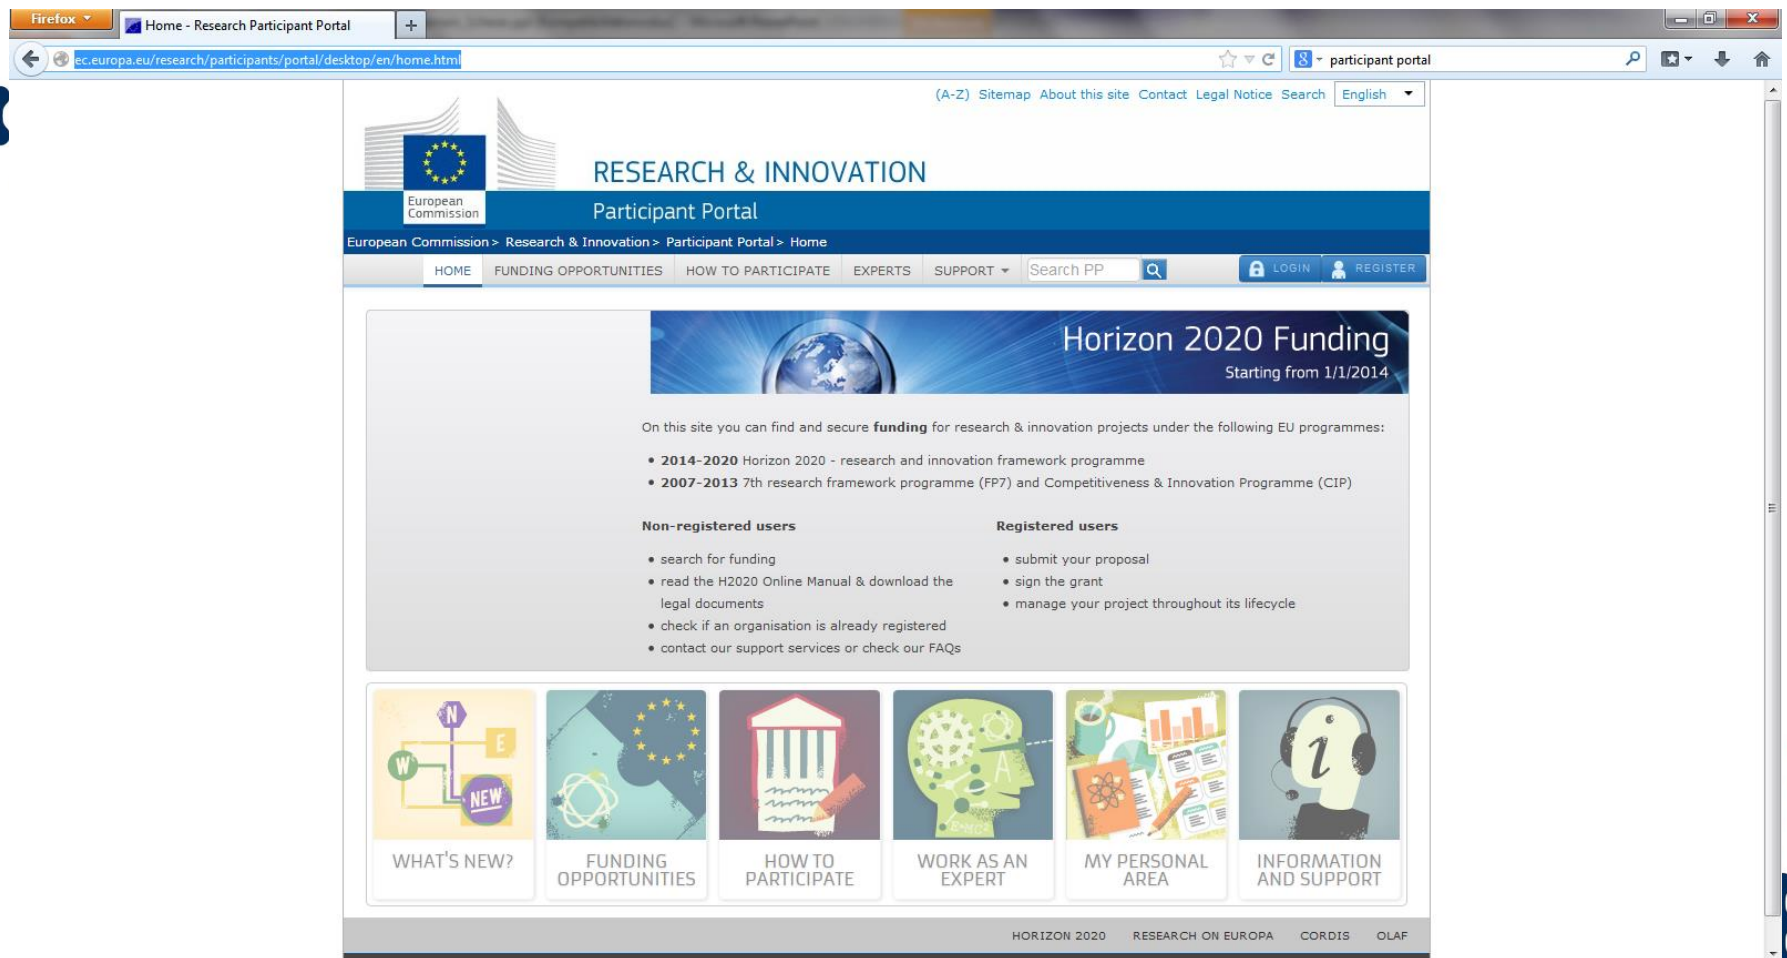 Firefox
Home - Research Participant Portal
+
ec.europa.eu/research/participants/portal/desktop/en/home.html
8
participant portal
(A-Z) Sitemap About this site Contact Legal Notice Search English
European
Commission
RESEARCH & INNOVATION
Participant Portal
European Commission> Research & Innovation> Participant Portal> Home
HOME FUNDING OPPORTUNITIES HOW TO PARTICIPATE EXPERTS SUPPORT Search PP LOGIN REGISTER
Horizon 2020 Funding
Starting from 1/1/2014
On this site you can find and secure funding for research & innovation projects under the following EU programmes:
• 2014-2020 Horizon 2020 - research and innovation framework programme
• 2007-2013 7th research framework programme (FP7) and Competitiveness & Innovation Programme (CIP)
Non-registered users
• search for funding
• read the H2020 Online Manual & download the
legal documents
• check if an organisation is already registered
• contact our support services or check our FAQs
Registered users
• submit your proposal
• sign the grant
• manage your project throughout its lifecycle
N
E
W
NEW
A
E=MC²
i
WHAT'S NEW?
FUNDING
OPPORTUNITIES
HOW TO
PARTICIPATE
WORK AS AN
EXPERT
MY PERSONAL
AREA
INFORMATION
AND SUPPORT
HORIZON 2020 RESEARCH ON EUROPA CORDIS OLAF